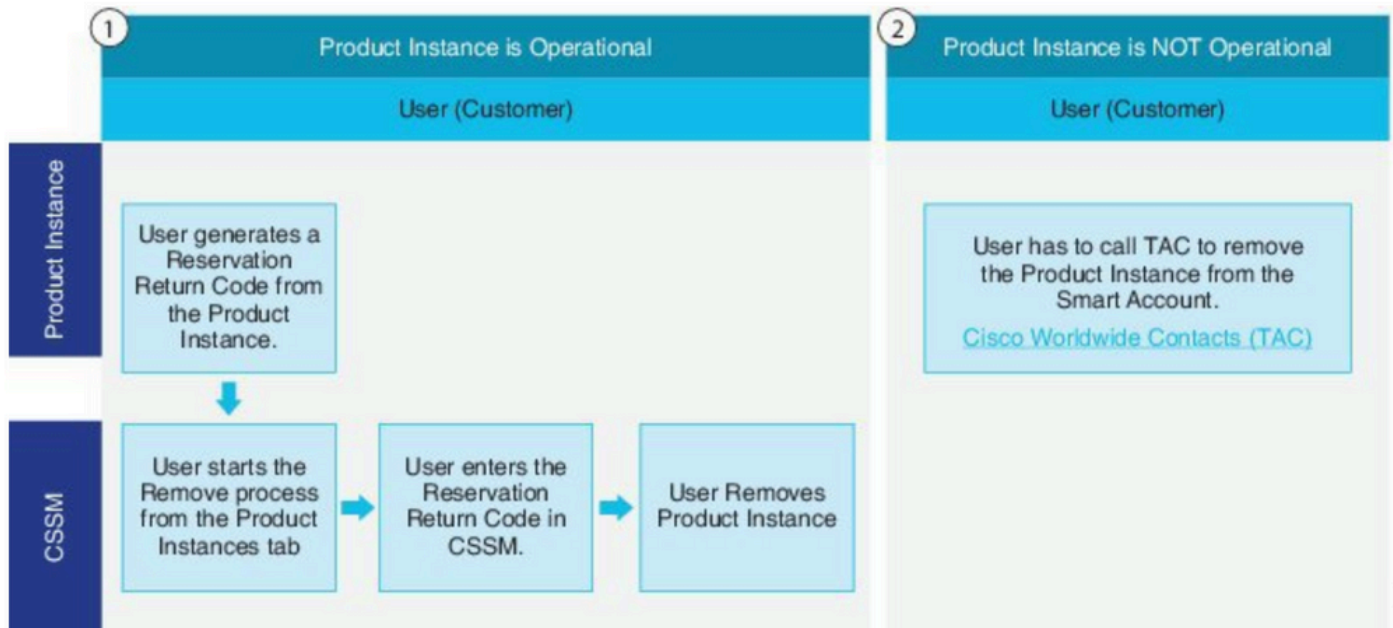 1
Product Instance is Operational
User (Customer)
2
Product Instance is NOT Operational
User (Customer)
Product Instance
User generates a
Reservation
Return Code from
the Product
Instance.
User has to call TAC to remove
the Product Instance from the
Smart Account.
Cisco Worldwide Contacts (TAC)
CSSM
User starts the
Remove process
from the Product
Instances tab
User enters the
Reservation
Return Code in
CSSM.
User Removes
Product Instance